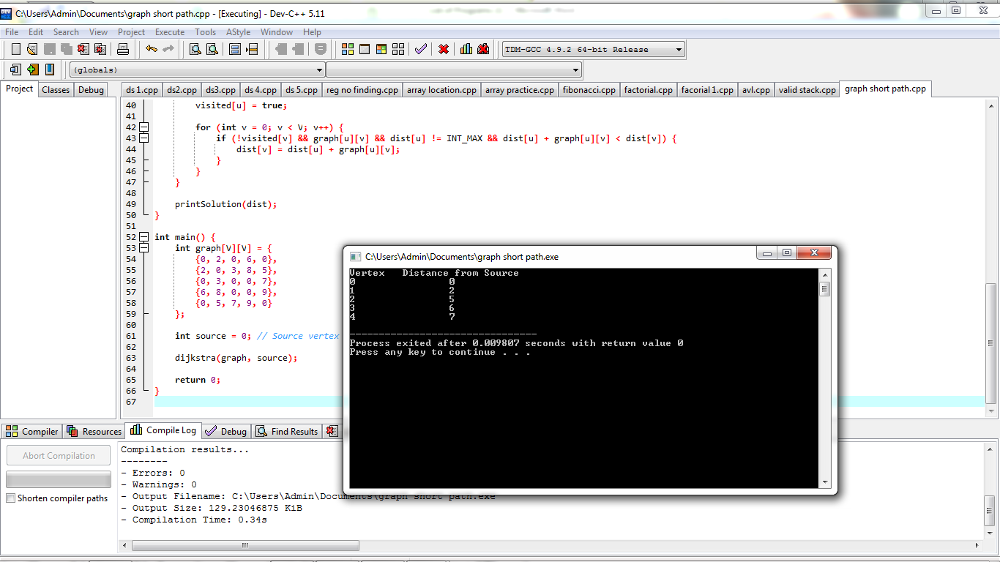 C:\Users\Admin\Documents\graph short path.cpp - [Executing] - Dev-C++ 5.11
File Edit Search View Project Execute Tools AStyle Window Help
TDM-GCC 4.9.2 64-bit Release
(globals)
Project Classes Debug
ds 1.cpp ds2.cpp ds3.cpp ds 4.cpp ds 5.cpp reg no finding.cpp array location.cpp array practice.cpp fibonacci.cpp factorial.cpp facorial 1.cpp avl.cpp valid stack.cpp graph short path.cpp
40 visited[u] = true;
41
42 for (int v = 0; v < V; v++) {
43 if (!visited[v] && graph[u][v] && dist[u] != INT_MAX && dist[u] + graph[u][v] < dist[v]) {
44 dist[v] = dist[u] + graph[u][v];
45 }
46 }
47 }
48
49 printSolution(dist);
50 }
51
52 int main() {
53 int graph[V][V] = {
54 {0, 2, 0, 6, 0},
55 {2, 0, 3, 8, 5},
56 {0, 3, 0, 0, 7},
57 {6, 8, 0, 0, 9},
58 {0, 5, 7, 9, 0}
59 };
60
61 int source = 0; // Source vertex
62
63 dijkstra(graph, source);
64
65 return 0;
66 }
67
C:\Users\Admin\Documents\graph short path.exe
Vertex Distance from Source
0 0
1 2
2 5
3 6
4 7
--------------------------------
Process exited after 0.009807 seconds with return value 0
Press any key to continue . . .
Compiler Resources Compile Log Debug Find Results
Abort Compilation
Shorten compiler paths
Compilation results...
--------
- Errors: 0
- Warnings: 0
- Output Filename: C:\Users\Admin\Documents\graph short path.exe
- Output Size: 129.23046875 KiB
- Compilation Time: 0.34s